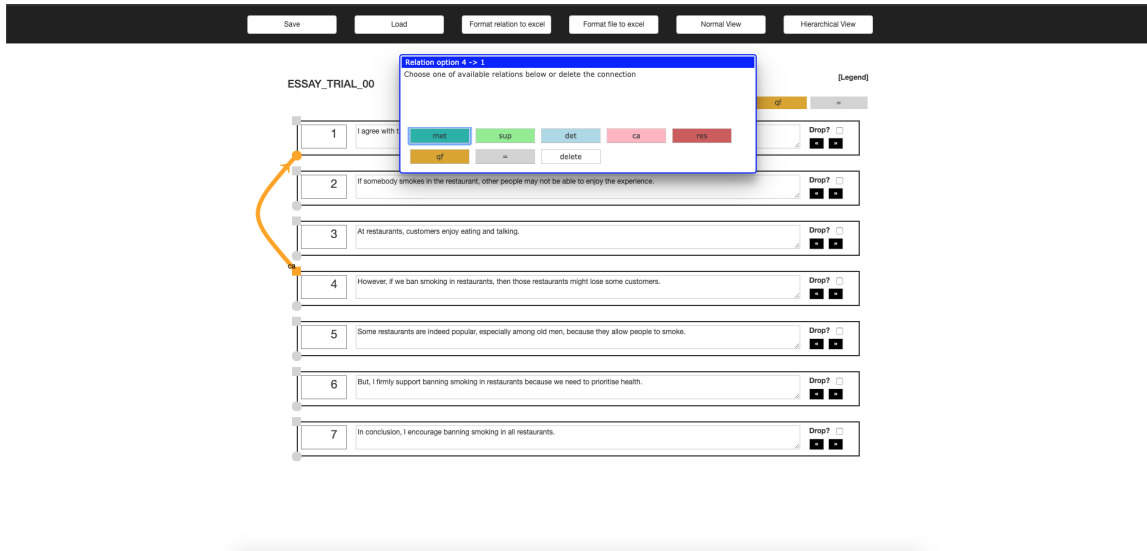 Save Load Format relation to excel Format file to excel Normal View Hierarchical View
Relation option 4 -> 1
Choose one of available relations below or delete the connection
ESSAY_TRIAL_00
[Legend]
qf =
met sup det ca res
qf = delete
1 I agree with t Drop?
« »
2 If somebody smokes in the restaurant, other people may not be able to enjoy the experience. Drop?
« »
3 At restaurants, customers enjoy eating and talking. Drop?
« »
ca
4 However, if we ban smoking in restaurants, then those restaurants might lose some customers. Drop?
« »
5 Some restaurants are indeed popular, especially among old men, because they allow people to smoke. Drop?
« »
6 But, I firmly support banning smoking in restaurants because we need to prioritise health. Drop?
« »
7 In conclusion, I encourage banning smoking in all restaurants. Drop?
« »